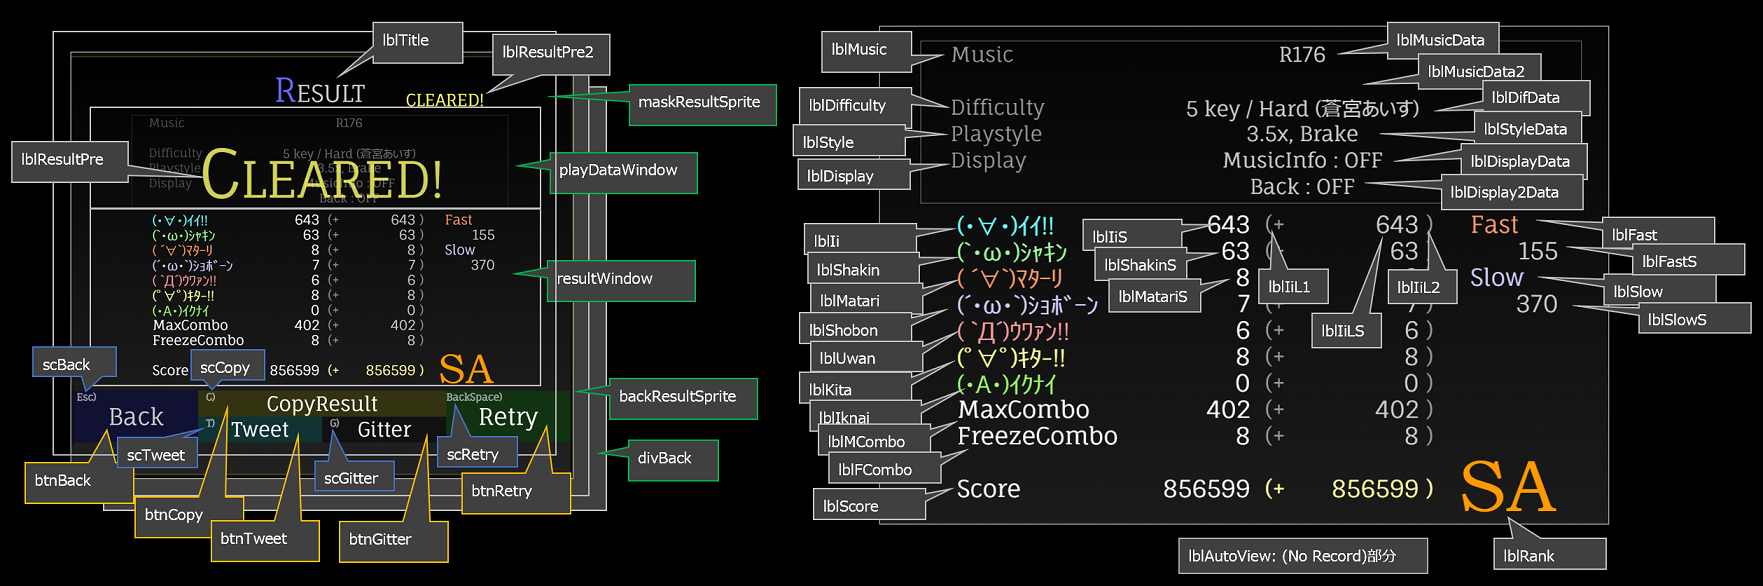 lblTitle
lblResultPre2
RESULT
CLEARED!
maskResultSprite
Music R176
lblResultPre
Difficulty 5 key / Hard (蒼宮あいす)
Playstyle 3.5x, Brake
Display MusicInfo : OFF
Back : OFF
CLEARED!
playDataWindow
(・∀・)ｲｲ!! 643 (+ 643 ) Fast
(`・ω・)ｼｬｷﾝ 63 (+ 63 ) 155
( ´∀`)ﾏﾀｰﾘ 8 (+ 8 ) Slow
(´・ω・`)ｼｮﾎﾞｰﾝ 7 (+ 7 ) 370
( `Д´)ｳﾜｧﾝ!! 6 (+ 6 )
(ﾟ∀ﾟ)ｷﾀｰ!! 8 (+ 8 )
(・A・)ｲｸﾅｲ 0 (+ 0 )
MaxCombo 402 (+ 402 )
FreezeCombo 8 (+ 8 )
resultWindow
scBack
scCopy
Score 856599 (+ 856599 ) SA
Esc) C) BackSpace)
Back CopyResult Retry
T) G)
Tweet Gitter
backResultSprite
scTweet
scGitter
scRetry
divBack
btnBack
btnCopy
btnTweet
btnGitter
btnRetry
lblMusic
Music R176
lblMusicData
lblMusicData2
lblDifficulty
Difficulty 5 key / Hard (蒼宮あいす)
lblDifData
lblStyle
Playstyle 3.5x, Brake
lblStyleData
lblDisplay
Display MusicInfo : OFF
lblDisplayData
Back : OFF
lblDisplay2Data
lblIi
(・∀・)ｲｲ!! 643 (+ 643 ) Fast
lblIiS
lblFast
lblShakin
(`・ω・)ｼｬｷﾝ 63 63 155
lblShakinS
lblFastS
lblMatari
( ´∀`)ﾏﾀｰﾘ 8 Slow
lblMatariS
lblIiL1
lblIiL2
lblSlow
lblShobon
(´・ω・`)ｼｮﾎﾞｰﾝ 7 370
lblIiLS
lblSlowS
lblUwan
( `Д´)ｳﾜｧﾝ!! 6 (+ 6 )
lblKita
(ﾟ∀ﾟ)ｷﾀｰ!! 8 (+ 8 )
lblIknai
(・A・)ｲｸﾅｲ 0 (+ 0 )
lblMCombo
MaxCombo 402 (+ 402 )
lblFCombo
FreezeCombo 8 (+ 8 )
lblScore
Score 856599 (+ 856599 ) SA
lblAutoView: (No Record)部分
lblRank